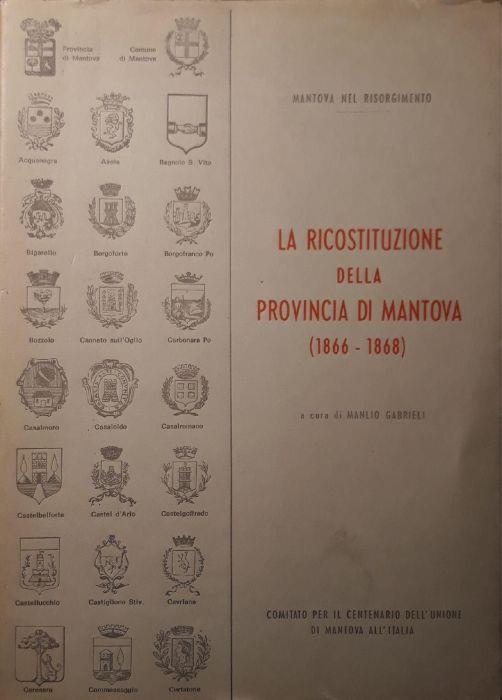 Provincia
di Mantova
Comune
di Mantova
Acquanegra
Asola
Bagnolo S. Vito
Bigarello
Borgoforte
Borgofranco Po
Bozzolo
Canneto sull'Oglio
Carbonara Po
Casalmoro
Casaloldo
Casalromano
Castelbelforte
Castel d'Ario
Castelgoffredo
Castellucchio
Castiglione Stiv.
Cavriana
Ceresara
Commessaggio
Curtatone
MANTOVA NEL RISORGIMENTO
LA RICOSTITUZIONE
DELLA
PROVINCIA DI MANTOVA
(1866 - 1868)
a cura di MANLIO GABRIELI
COMITATO PER IL CENTENARIO DELL'UNIONE
DI MANTOVA ALL'ITALIA